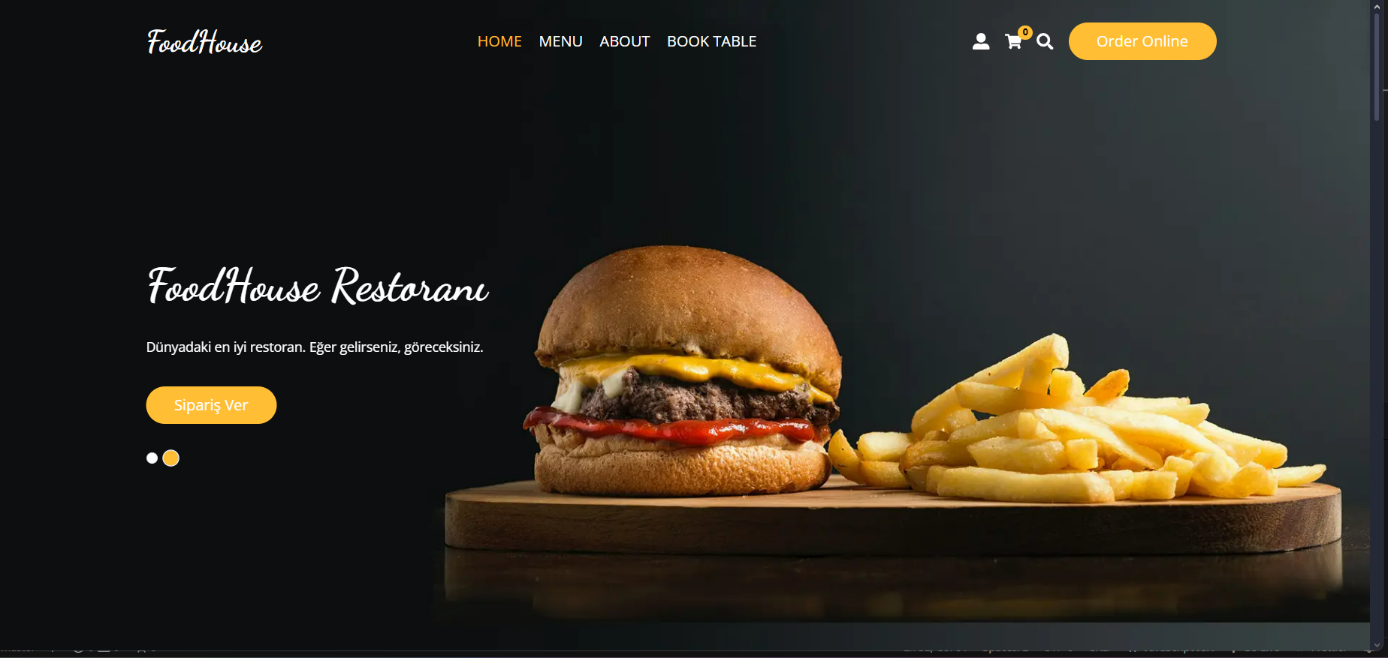 FoodHouse
HOME MENU ABOUT BOOK TABLE
0
Order Online
FoodHouse Restoranı
Dünyadaki en iyi restoran. Eğer gelirseniz, göreceksiniz.
Sipariş Ver